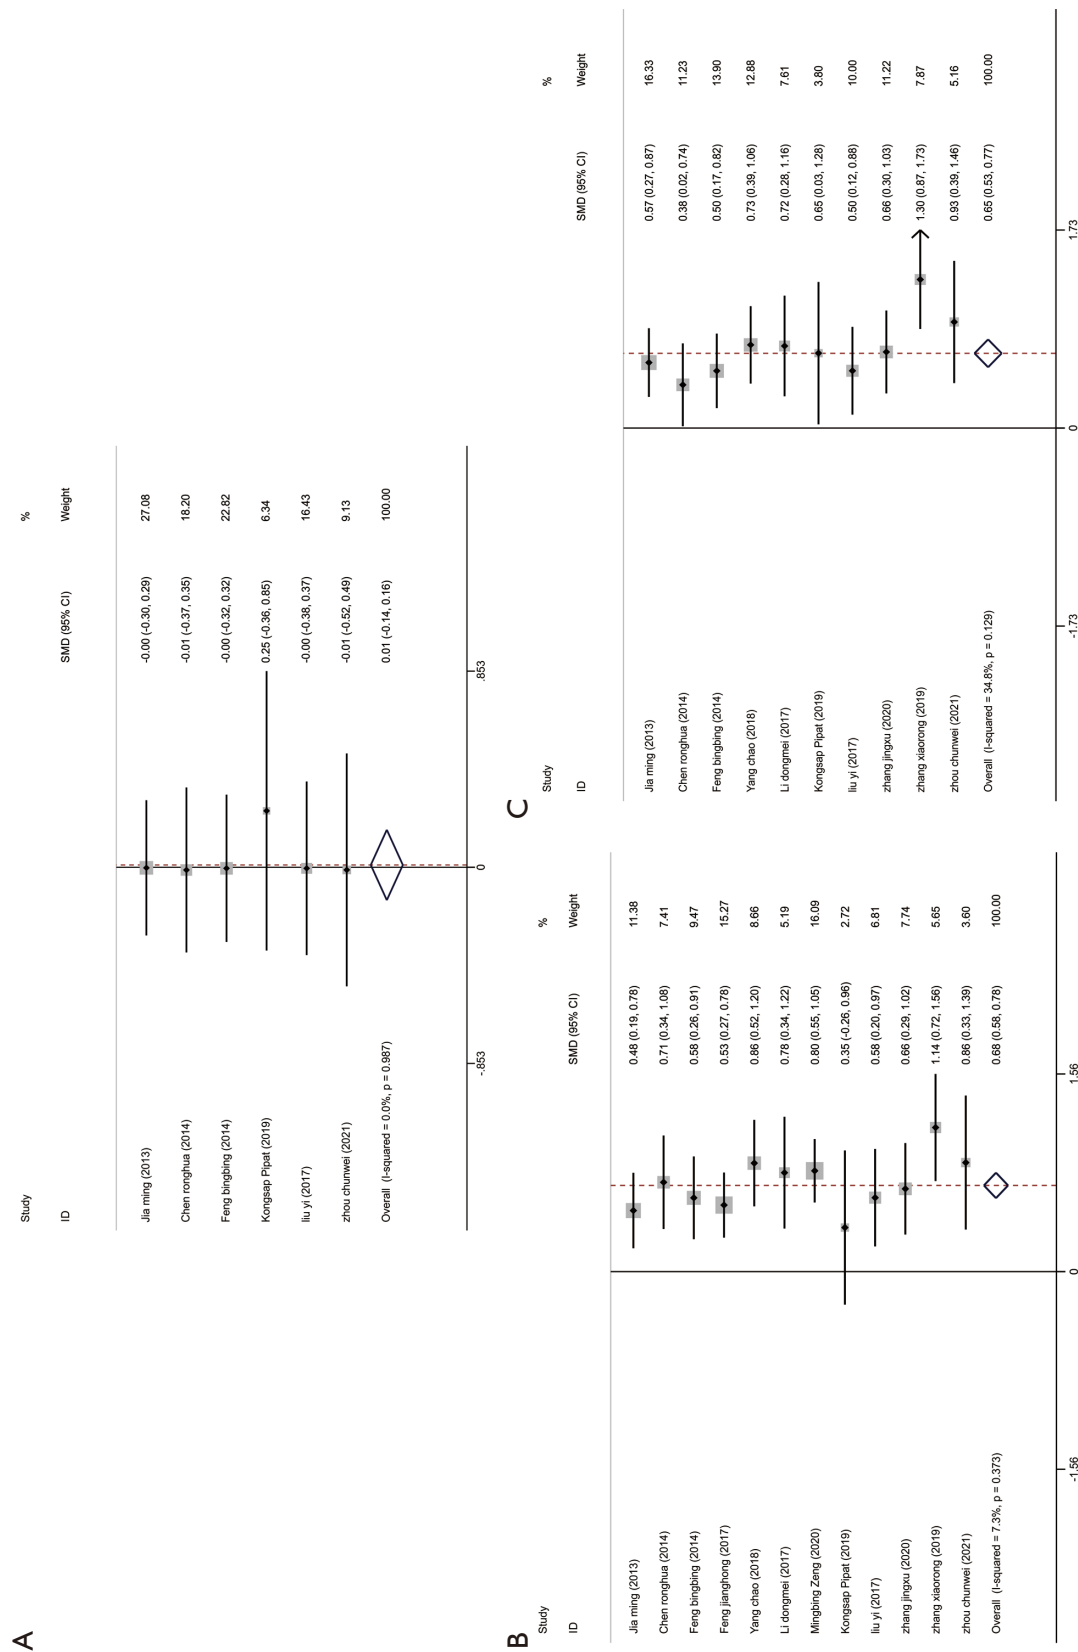 A
Study % 
ID SMD (95% CI) Weight
Jia ming (2013) -0.00 (-0.30, 0.29) 27.08
Chen ronghua (2014) -0.01 (-0.37, 0.35) 18.20
Feng bingbing (2014) -0.00 (-0.32, 0.32) 22.82
Kongsap Pipat (2019) 0.25 (-0.36, 0.85) 6.34
liu yi (2017) -0.00 (-0.38, 0.37) 16.43
zhou chunwei (2021) -0.01 (-0.52, 0.49) 9.13
Overall (I-squared = 0.0%, p = 0.987) 0.01 (-0.14, 0.16) 100.00
-.853 0 .853
B
Study %
ID SMD (95% CI) Weight
Jia ming (2013) 0.48 (0.19, 0.78) 11.38
Chen ronghua (2014) 0.71 (0.34, 1.08) 7.41
Feng bingbing (2014) 0.58 (0.26, 0.91) 9.47
Feng jianghong (2017) 0.53 (0.27, 0.78) 15.27
Yang chao (2018) 0.86 (0.52, 1.20) 8.66
Li dongmei (2017) 0.78 (0.34, 1.22) 5.19
Mingbing Zeng (2020) 0.80 (0.55, 1.05) 16.09
Kongsap Pipat (2019) 0.35 (-0.26, 0.96) 2.72
liu yi (2017) 0.58 (0.20, 0.97) 6.81
zhang jingxu (2020) 0.66 (0.29, 1.02) 7.74
zhang xiaorong (2019) 1.14 (0.72, 1.56) 5.65
zhou chunwei (2021) 0.86 (0.33, 1.39) 3.60
Overall (I-squared = 7.3%, p = 0.373) 0.68 (0.58, 0.78) 100.00
-1.56 0 1.56
C
Study %
ID SMD (95% CI) Weight
Jia ming (2013) 0.57 (0.27, 0.87) 16.33
Chen ronghua (2014) 0.38 (0.02, 0.74) 11.23
Feng bingbing (2014) 0.50 (0.17, 0.82) 13.90
Yang chao (2018) 0.73 (0.39, 1.06) 12.88
Li dongmei (2017) 0.72 (0.28, 1.16) 7.61
Kongsap Pipat (2019) 0.65 (0.03, 1.28) 3.80
liu yi (2017) 0.50 (0.12, 0.88) 10.00
zhang jingxu (2020) 0.66 (0.30, 1.03) 11.22
zhang xiaorong (2019) 1.30 (0.87, 1.73) 7.87
zhou chunwei (2021) 0.93 (0.39, 1.46) 5.16
Overall (I-squared = 34.8%, p = 0.129) 0.65 (0.53, 0.77) 100.00
-1.73 0 1.73